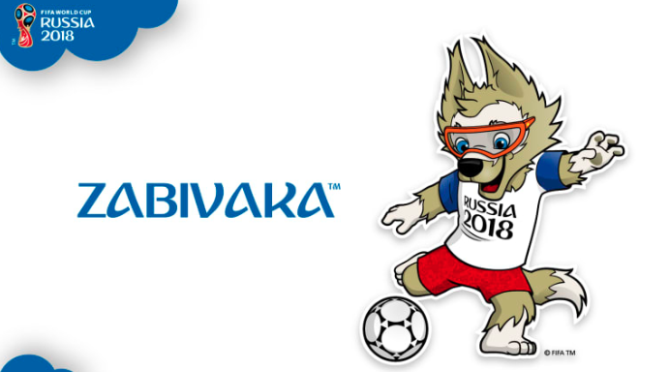 FIFA WORLD CUP
RUSSIA
2018
ZABIVAKA™
RUSSIA
2018
© FIFA TM